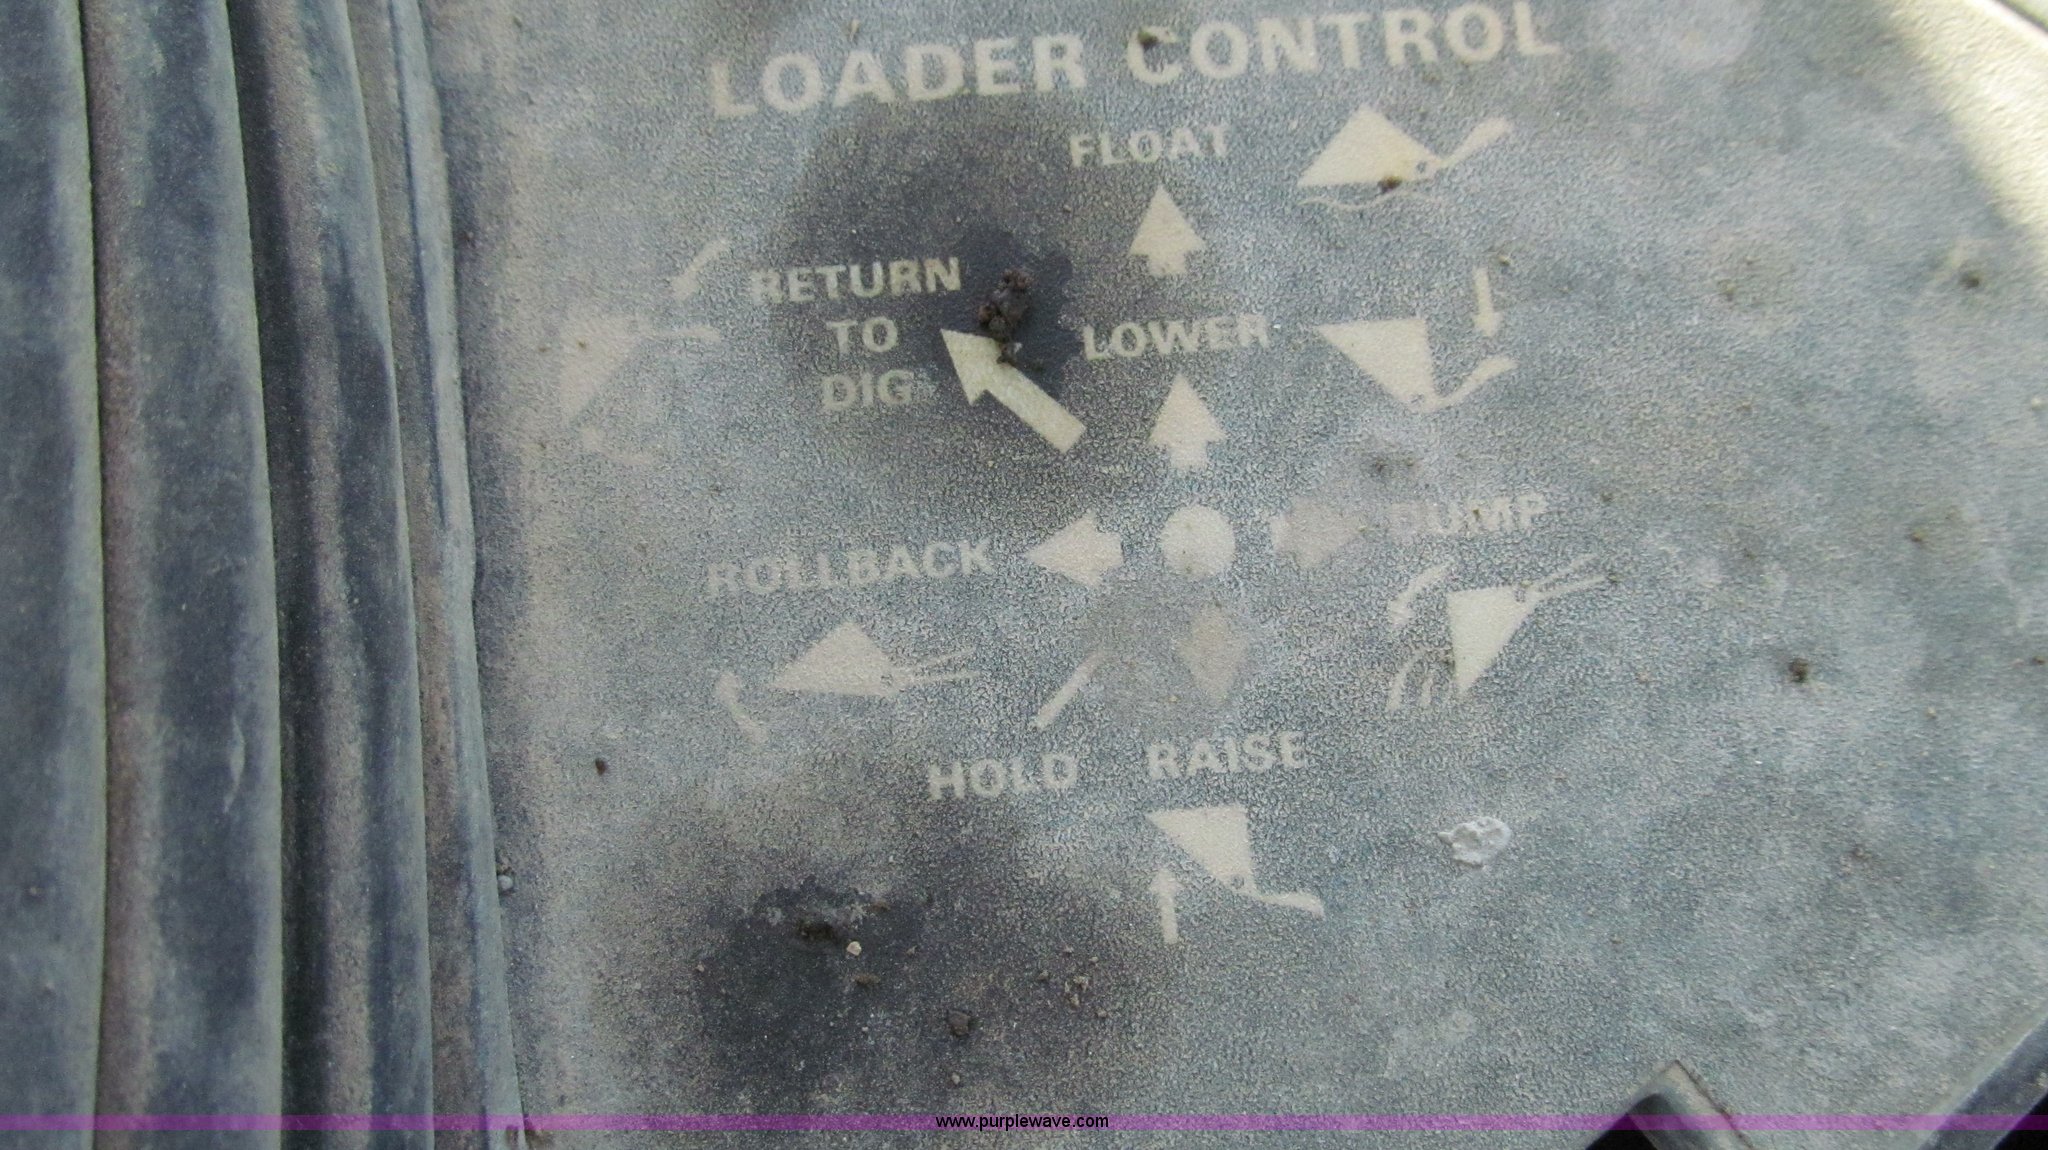 LOADER CONTROL
FLOAT
RETURN
TO
DIG
LOWER
ROLLBACK
DUMP
HOLD
RAISE
www.purplewave.com